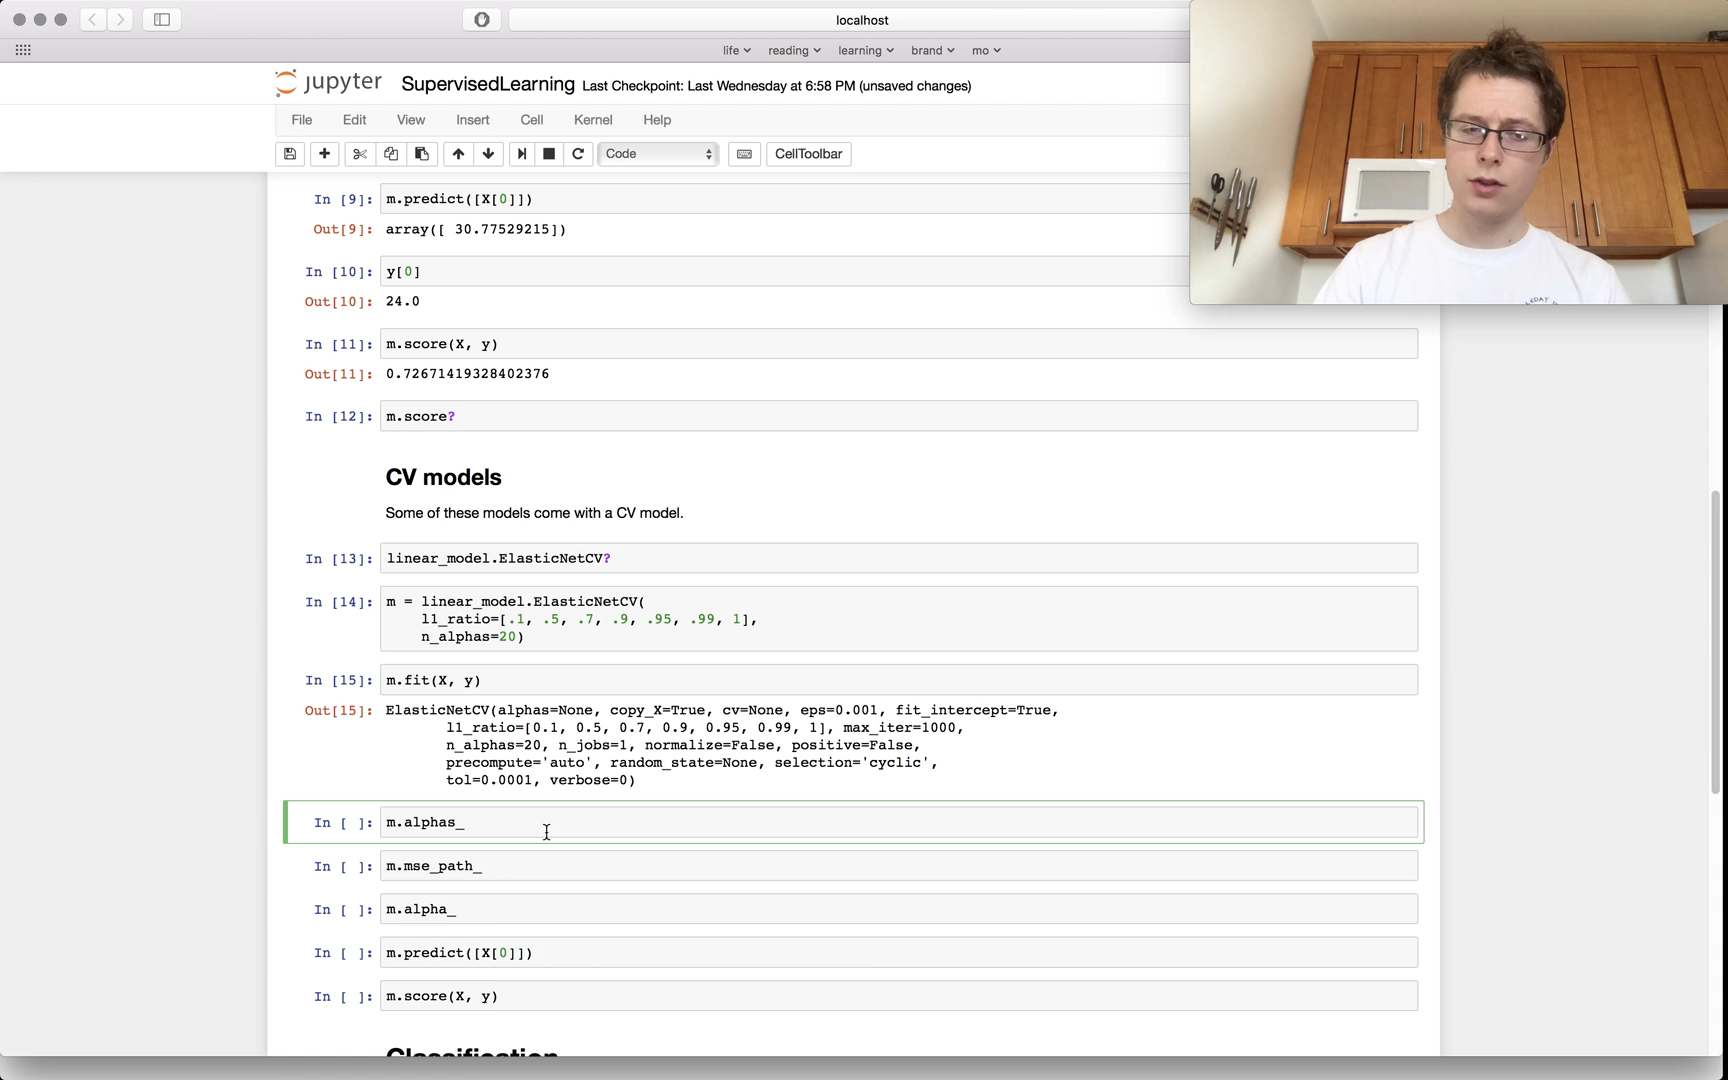 localhost
life reading learning brand mo
jupyter SupervisedLearning Last Checkpoint: Last Wednesday at 6:58 PM (unsaved changes)
File Edit View Insert Cell Kernel Help
Code CellToolbar
In [9]: m.predict([X[0]])
Out[9]: array([ 30.77529215])
In [10]: y[0]
Out[10]: 24.0
In [11]: m.score(X, y)
Out[11]: 0.72671419328402376
In [12]: m.score?
CV models
Some of these models come with a CV model.
In [13]: linear_model.ElasticNetCV?
In [14]: m = linear_model.ElasticNetCV(
l1_ratio=[.1, .5, .7, .9, .95, .99, 1],
n_alphas=20)
In [15]: m.fit(X, y)
Out[15]: ElasticNetCV(alphas=None, copy_X=True, cv=None, eps=0.001, fit_intercept=True,
l1_ratio=[0.1, 0.5, 0.7, 0.9, 0.95, 0.99, 1], max_iter=1000,
n_alphas=20, n_jobs=1, normalize=False, positive=False,
precompute='auto', random_state=None, selection='cyclic',
tol=0.0001, verbose=0)
In [ ]: m.alphas_
In [ ]: m.mse_path_
In [ ]: m.alpha_
In [ ]: m.predict([X[0]])
In [ ]: m.score(X, y)
Classification